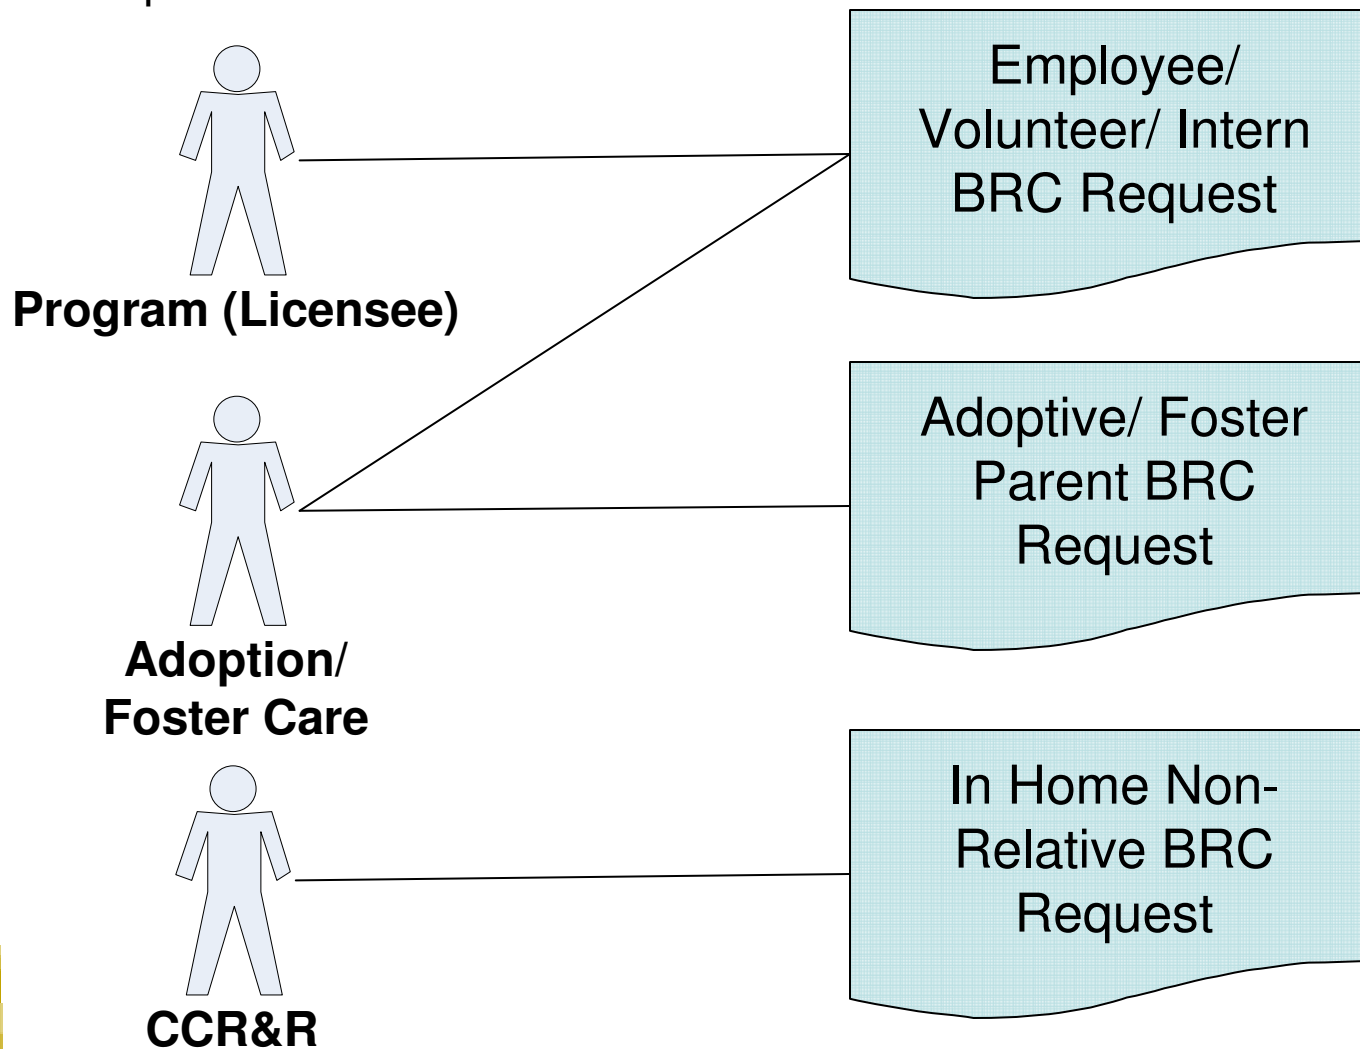 Employee/
Volunteer/ Intern
BRC Request
Program (Licensee)
Adoptive/ Foster
Parent BRC
Request
Adoption/
Foster Care
In Home Non-
Relative BRC
Request
CCR&R